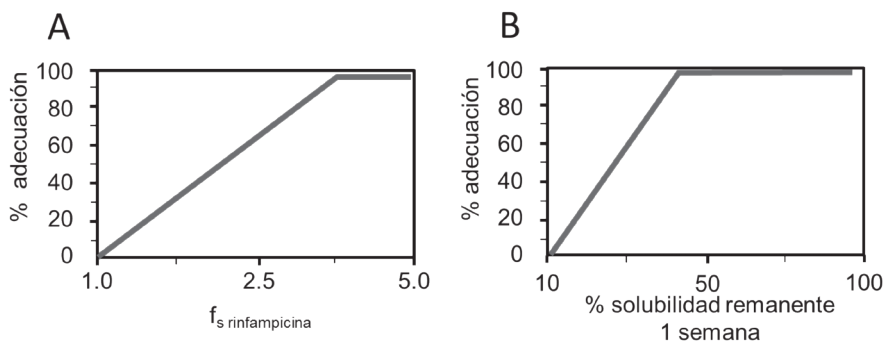 A
% adecuación
100
80
60
40
20
0
1.0 2.5 5.0
fs rinfampicina
B
% adecuación
100
80
60
40
20
0
10 50 100
% solubilidad remanente
1 semana